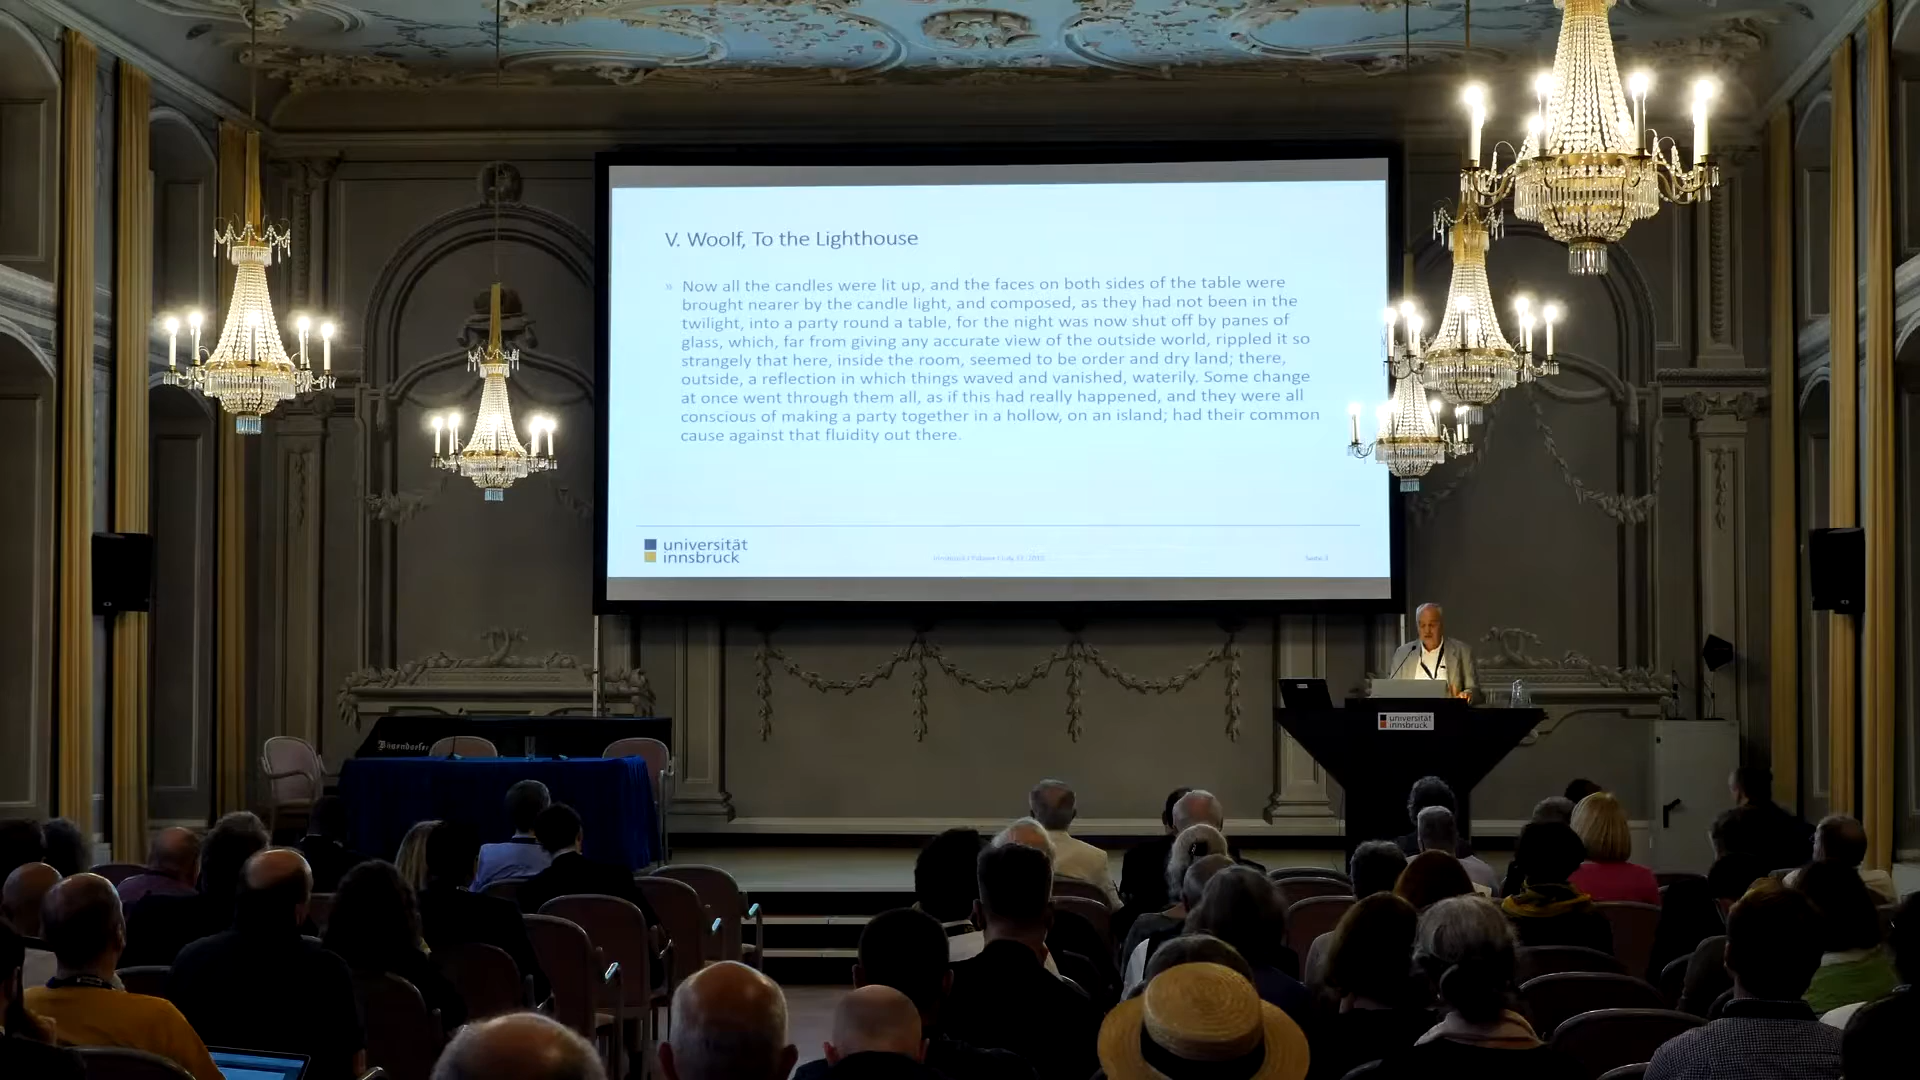 V. Woolf, To the Lighthouse
» Now all the candles were lit up, and the faces on both sides of the table were
brought nearer by the candle light, and composed, as they had not been in the
twilight, into a party round a table, for the night was now shut off by panes of
glass, which, far from giving any accurate view of the outside world, rippled it so
strangely that here, inside the room, seemed to be order and dry land; there,
outside, a reflection in which things waved and vanished, waterily. Some change
at once went through them all, as if this had really happened, and they were all
conscious of making a party together in a hollow, on an island; had their common
cause against that fluidity out there.
universität
innsbruck
Seite 3
universität
innsbruck
Bösendorfer